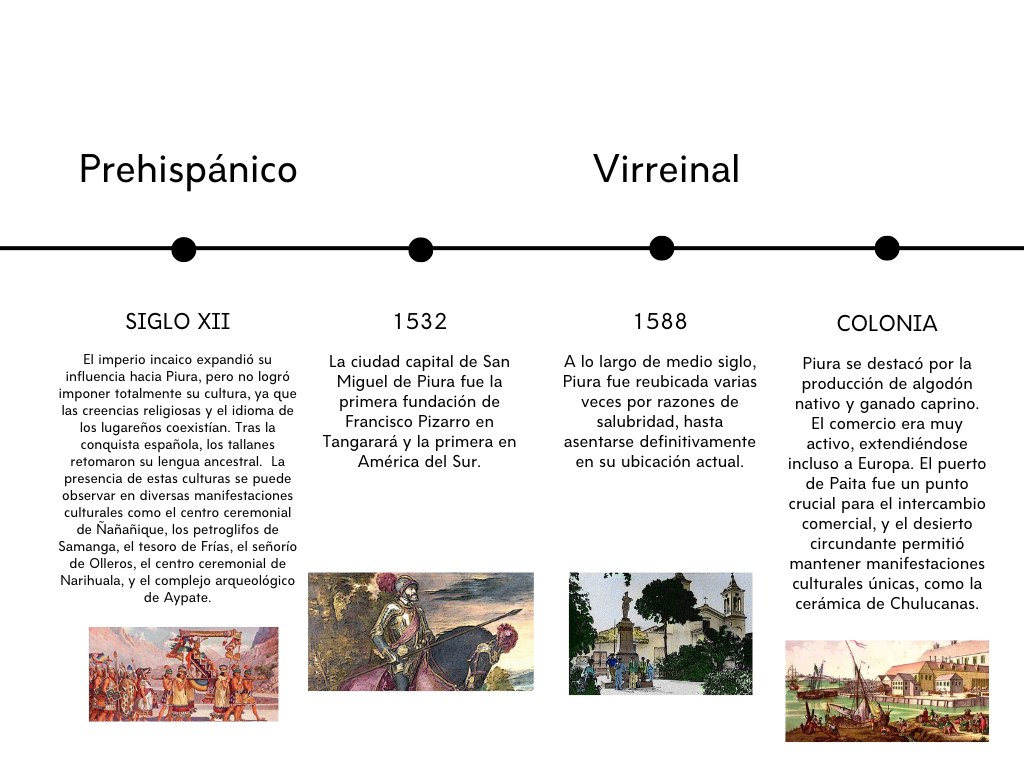 Prehispánico
Virreinal
SIGLO XII
El imperio incaico expandió su
influencia hacia Piura, pero no logró
imponer totalmente su cultura, ya que
las creencias religiosas y el idioma de
los lugareños coexistían. Tras la
conquista española, los tallanes
retomaron su lengua ancestral.  La
presencia de estas culturas se puede
observar en diversas manifestaciones
culturales como el centro ceremonial
de Ñañañique, los petroglifos de
Samanga, el tesoro de Frías, el señorío
de Olleros, el centro ceremonial de
Narihuala, y el complejo arqueológico
de Aypate.
1532
La ciudad capital de San
Miguel de Piura fue la
primera fundación de
Francisco Pizarro en
Tangarará y la primera en
América del Sur.
1588
A lo largo de medio siglo,
Piura fue reubicada varias
veces por razones de
salubridad, hasta
asentarse definitivamente
en su ubicación actual.
COLONIA
Piura se destacó por la
producción de algodón
nativo y ganado caprino.
El comercio era muy
activo, extendiéndose
incluso a Europa. El puerto
de Paita fue un punto
crucial para el intercambio
comercial, y el desierto
circundante permitió
mantener manifestaciones
culturales únicas, como la
cerámica de Chulucanas.